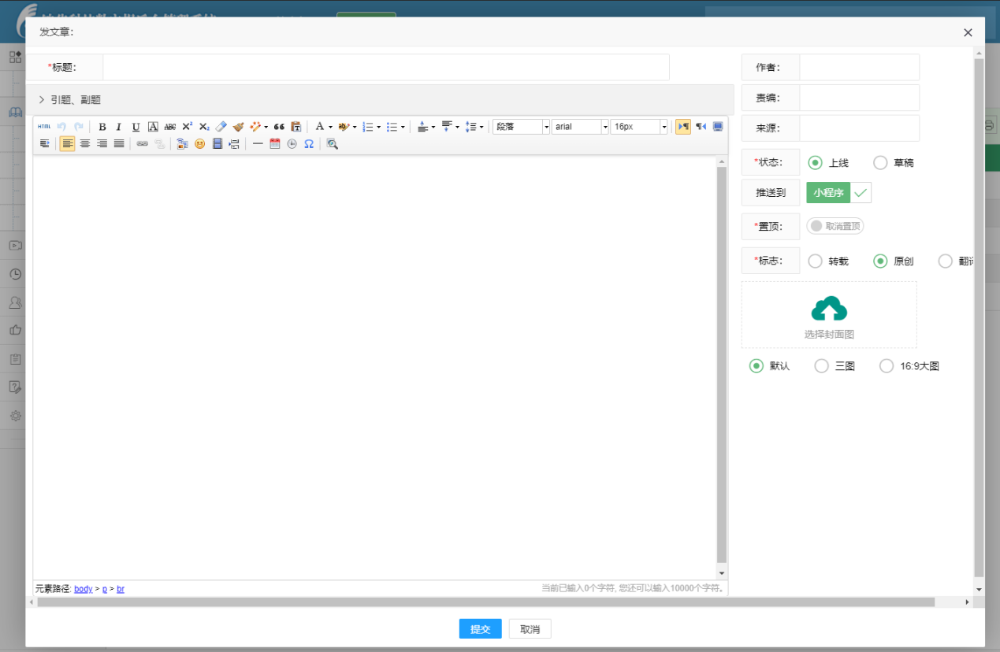 发文章:
*标题:
作者:
引题、副题
责编:
HTML B I U A ABC X² X₂ A ab 段落 arial 16px
来源:
*状态: 上线 草稿
推送到 小程序
*置顶: 取消置顶
*标志: 转载 原创
选择封面图
默认 三图 16:9大图
元素路径: body > p > br 当前已输入0个字符, 您还可以输入10000个字符。
提交 取消